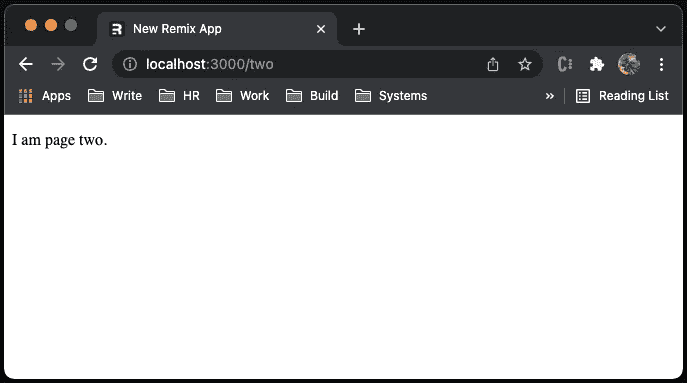 New Remix App
localhost:3000/two
Apps Write HR Work Build Systems » Reading List
I am page two.